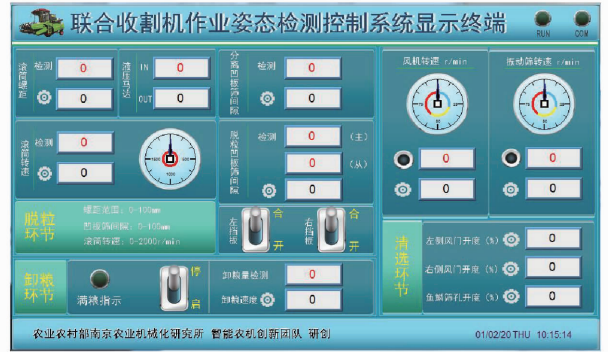 联合收割机作业姿态检测控制系统显示终端
RUN
COM
滚筒螺距
检测
0
0
液压马达
IN
0
OUT
0
分离凹板筛间隙
检测
0
0
滚筒转速
检测
0
0
脱粒凹板筛间隙
检测
0
(主)
0
(从)
0
风机转速 r/min
0
0
振动筛转速 r/min
0
0
脱粒环节
螺距范围: 0-100mm
凹板筛间隙: 0-100mm
滚筒转速: 0-2000r/min
左挡板
合
开
右挡板
合
开
清选环节
左侧风门开度 (%)
0
右侧风门开度 (%)
0
鱼鳞筛孔开度 (%)
0
卸粮环节
满粮指示
停
启
卸粮量检测
0
卸粮速度
0
农业农村部南京农业机械化研究所 智能农机创新团队 研创
01/02/20 THU 10:15:14